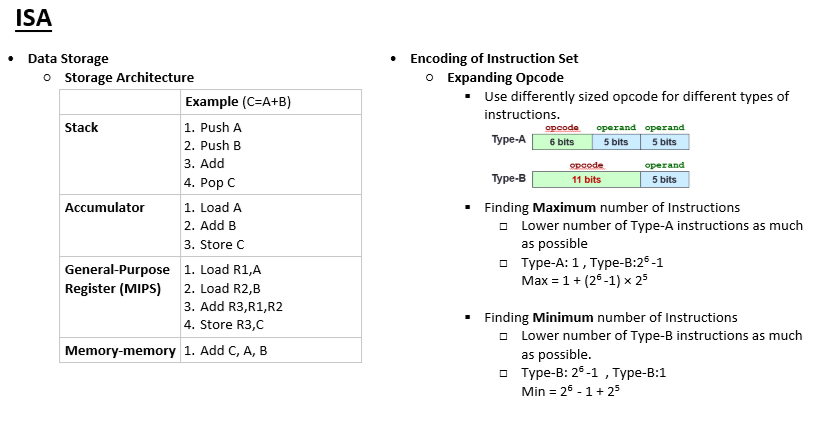 ISA
• Data Storage
○ Storage Architecture
Example (C=A+B)
Stack
1. Push A
2. Push B
3. Add
4. Pop C
Accumulator
1. Load A
2. Add B
3. Store C
General-Purpose
Register (MIPS)
1. Load R1,A
2. Load R2,B
3. Add R3,R1,R2
4. Store R3,C
Memory-memory
1. Add C, A, B
• Encoding of Instruction Set
○ Expanding Opcode
▪ Use differently sized opcode for different types of
instructions.
opcode operand operand
Type-A 6 bits 5 bits 5 bits
opcode operand
Type-B 11 bits 5 bits
▪ Finding Maximum number of Instructions
□ Lower number of Type-A instructions as much
as possible
□ Type-A: 1 , Type-B:2⁶ -1
Max = 1 + (2⁶ -1) × 2⁵
▪ Finding Minimum number of Instructions
□ Lower number of Type-B instructions as much
as possible.
□ Type-B: 2⁶ -1 , Type-B:1
Min = 2⁶ - 1 + 2⁵